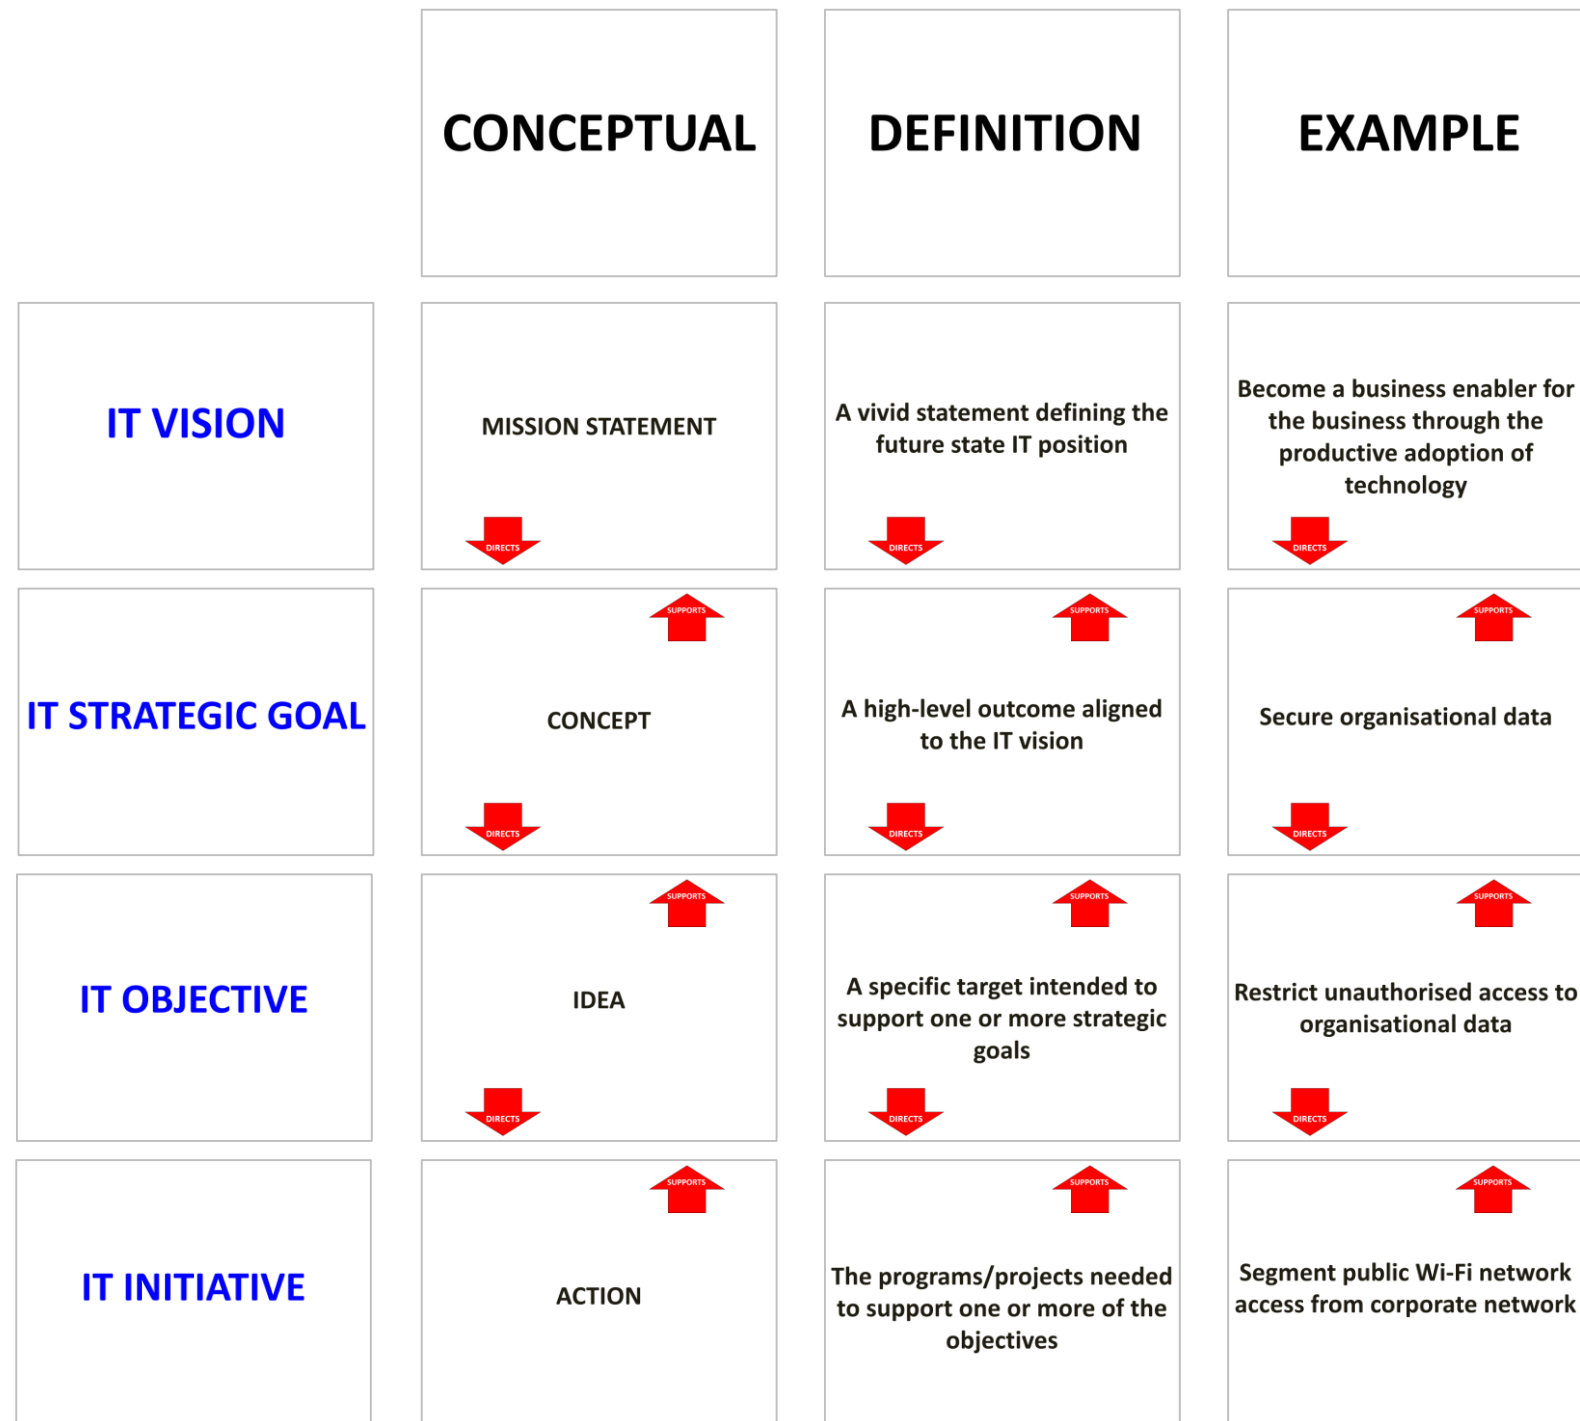 CONCEPTUAL
DEFINITION
EXAMPLE
IT VISION
MISSION STATEMENT
DIRECTS
A vivid statement defining the
future state IT position
DIRECTS
Become a business enabler for
the business through the
productive adoption of
technology
DIRECTS
IT STRATEGIC GOAL
SUPPORTS
CONCEPT
DIRECTS
SUPPORTS
A high-level outcome aligned
to the IT vision
DIRECTS
SUPPORTS
Secure organisational data
DIRECTS
IT OBJECTIVE
SUPPORTS
IDEA
DIRECTS
SUPPORTS
A specific target intended to
support one or more strategic
goals
DIRECTS
SUPPORTS
Restrict unauthorised access to
organisational data
DIRECTS
IT INITIATIVE
SUPPORTS
ACTION
SUPPORTS
The programs/projects needed
to support one or more of the
objectives
SUPPORTS
Segment public Wi-Fi network
access from corporate network